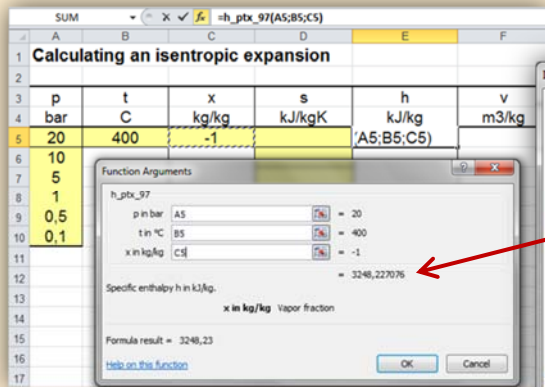 SUM =h_ptx_97(A5;B5;C5)
A B C D E F
1 Calculating an isentropic expansion
2
3 p t x s h v
4 bar C kg/kg kJ/kgK kJ/kg m3/kg
5 20 400 -1 (A5;B5;C5)
6 10
7 5
8 1
9 0,5
10 0,1
11
12
13
14
15
16
17
Function Arguments
h_ptx_97
p in bar A5 = 20
t in °C B5 = 400
x in kg/kg C5 = -1
= 3248,227076
Specific enthalpy h in kJ/kg.
x in kg/kg Vapor fraction
Formula result = 3248,23
Help on this function OK Cancel